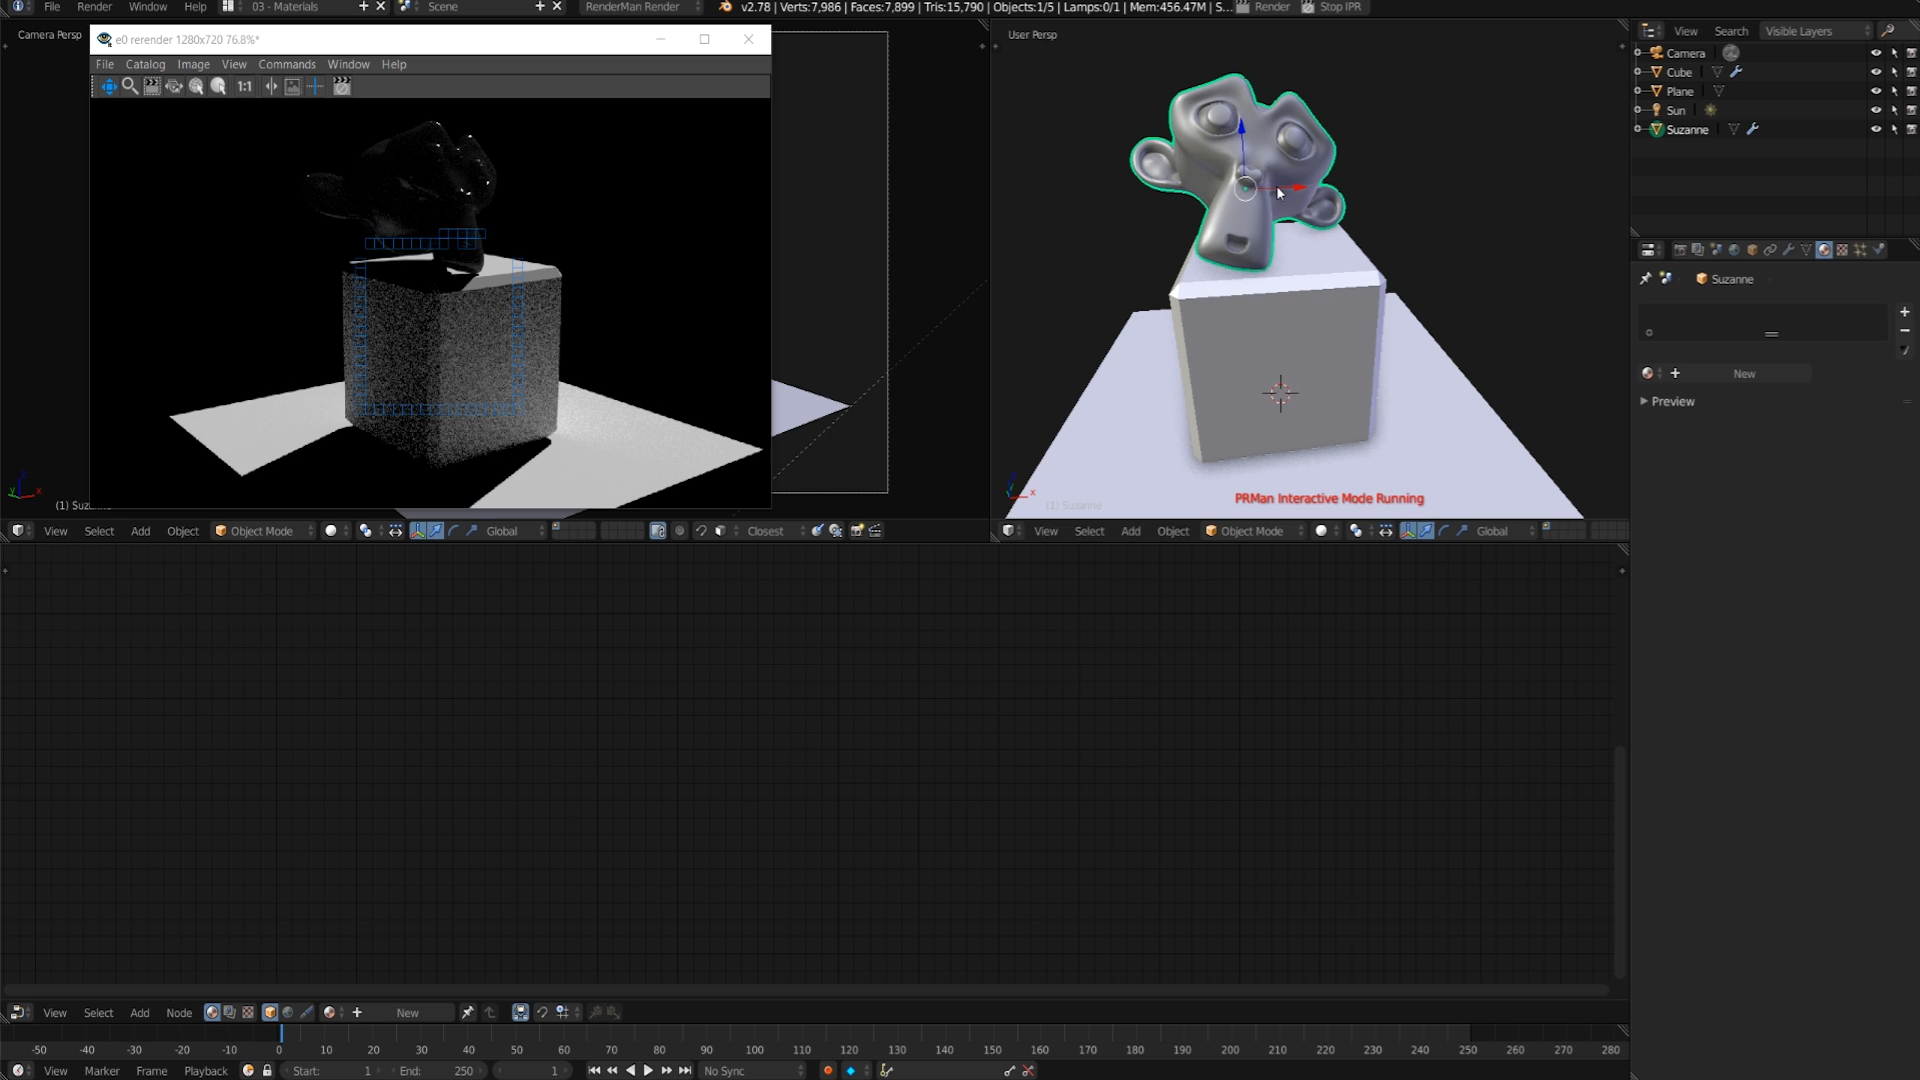 File Render Window Help 03 - Materials Scene RenderMan Render v2.78 | Verts:7,986 | Faces:7,899 | Tris:15,790 | Objects:1/5 | Lamps:0/1 | Mem:456.47M | S... Render Stop IPR
Camera Persp
e0 rerender 1280x720 76.8%*
File Catalog Image View Commands Window Help
1:1
User Persp
PRMan Interactive Mode Running
(1) Suz
(1) Suzanne
View Select Add Object Object Mode Global Closest
View Select Add Object Object Mode Global
View Search Visible Layers
Camera
Cube
Plane
Sun
Suzanne
Suzanne
New
Preview
View Select Add Node New
-50 -40 -30 -20 -10 0 10 20 30 40 50 60 70 80 90 100 110 120 130 140 150 160 170 180 190 200 210 220 230 240 250 260 270 280
View Marker Frame Playback Start: 1 End: 250 1 No Sync